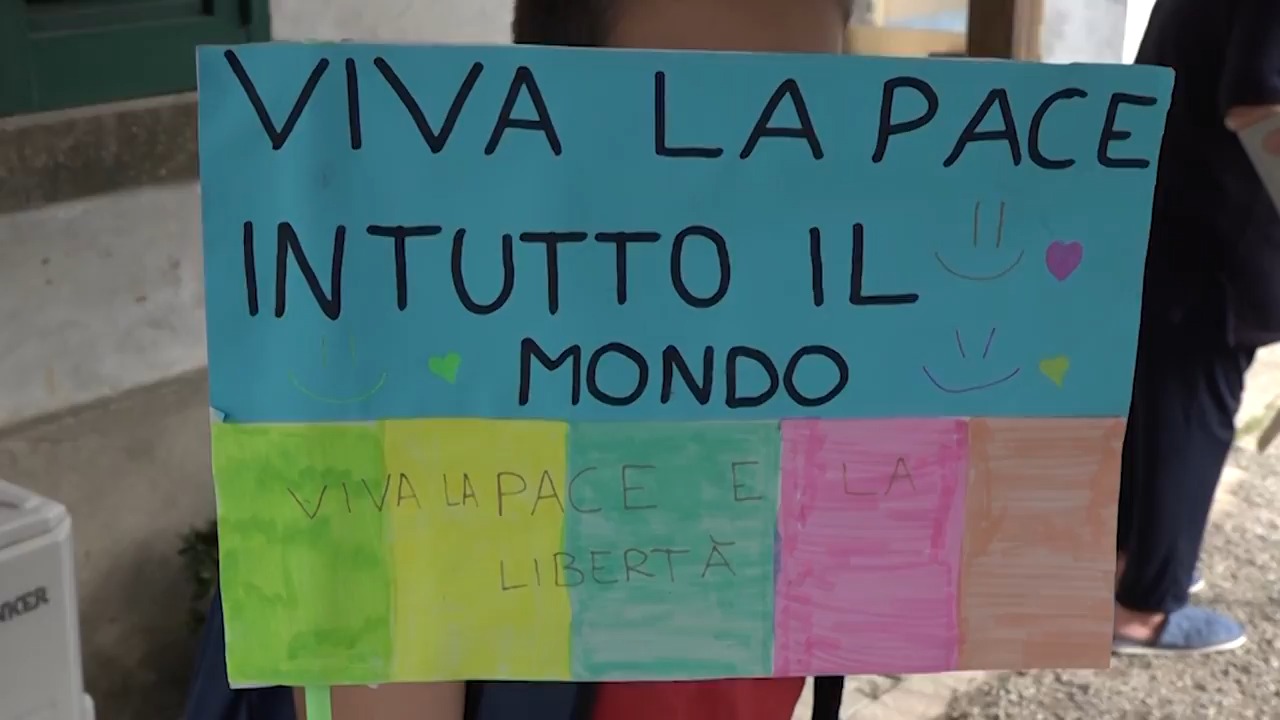 VIVA LA PACE
INTUTTO IL
MONDO
VIVA LA PACE E LA
LIBERTÀ